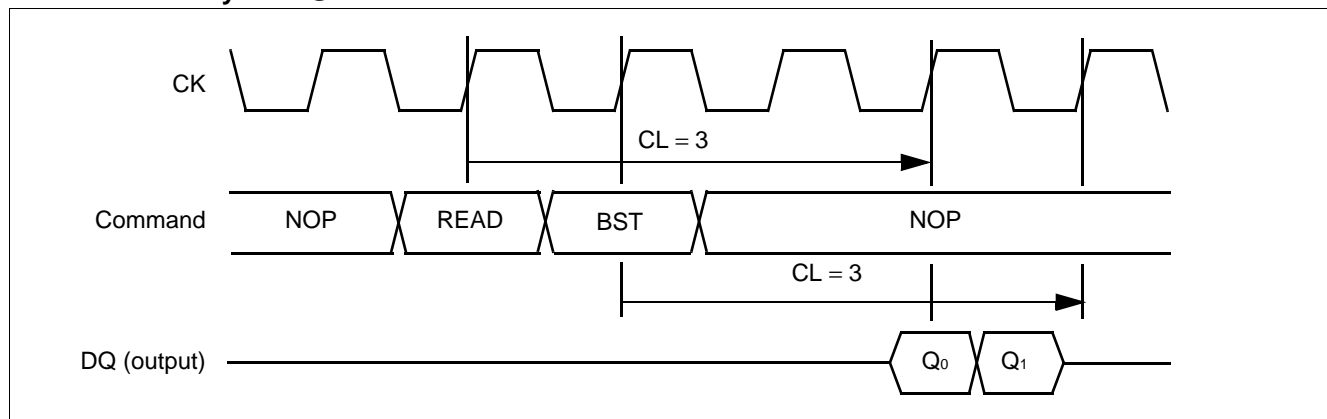 CK
CL = 3
Command NOP READ BST NOP
CL = 3
DQ (output) Q0 Q1